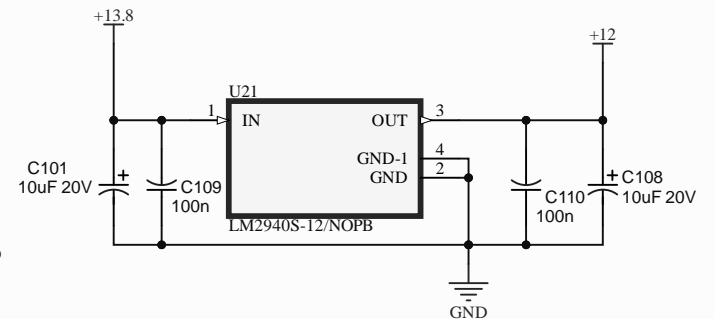 +13.8
+12
U21
1
IN
OUT
3
GND-1
4
GND
2
C101
10uF 20V
C109
100n
C110
100n
C108
10uF 20V
LM2940S-12/NOPB
GND